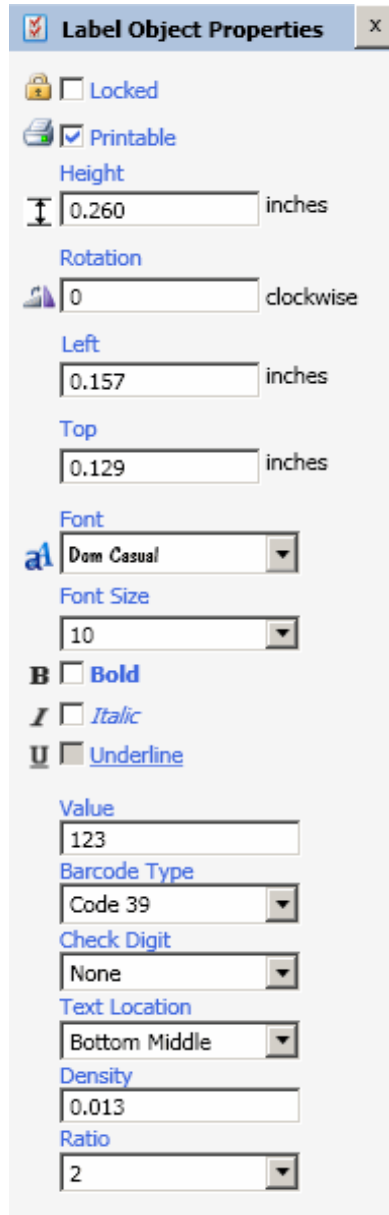 Label Object Properties x
Locked
Printable
Height
0.260 inches
Rotation
0 clockwise
Left
0.157 inches
Top
0.129 inches
Font
a1 Dom Casual
Font Size
10
B Bold
I Italic
U Underline
Value
123
Barcode Type
Code 39
Check Digit
None
Text Location
Bottom Middle
Density
0.013
Ratio
2